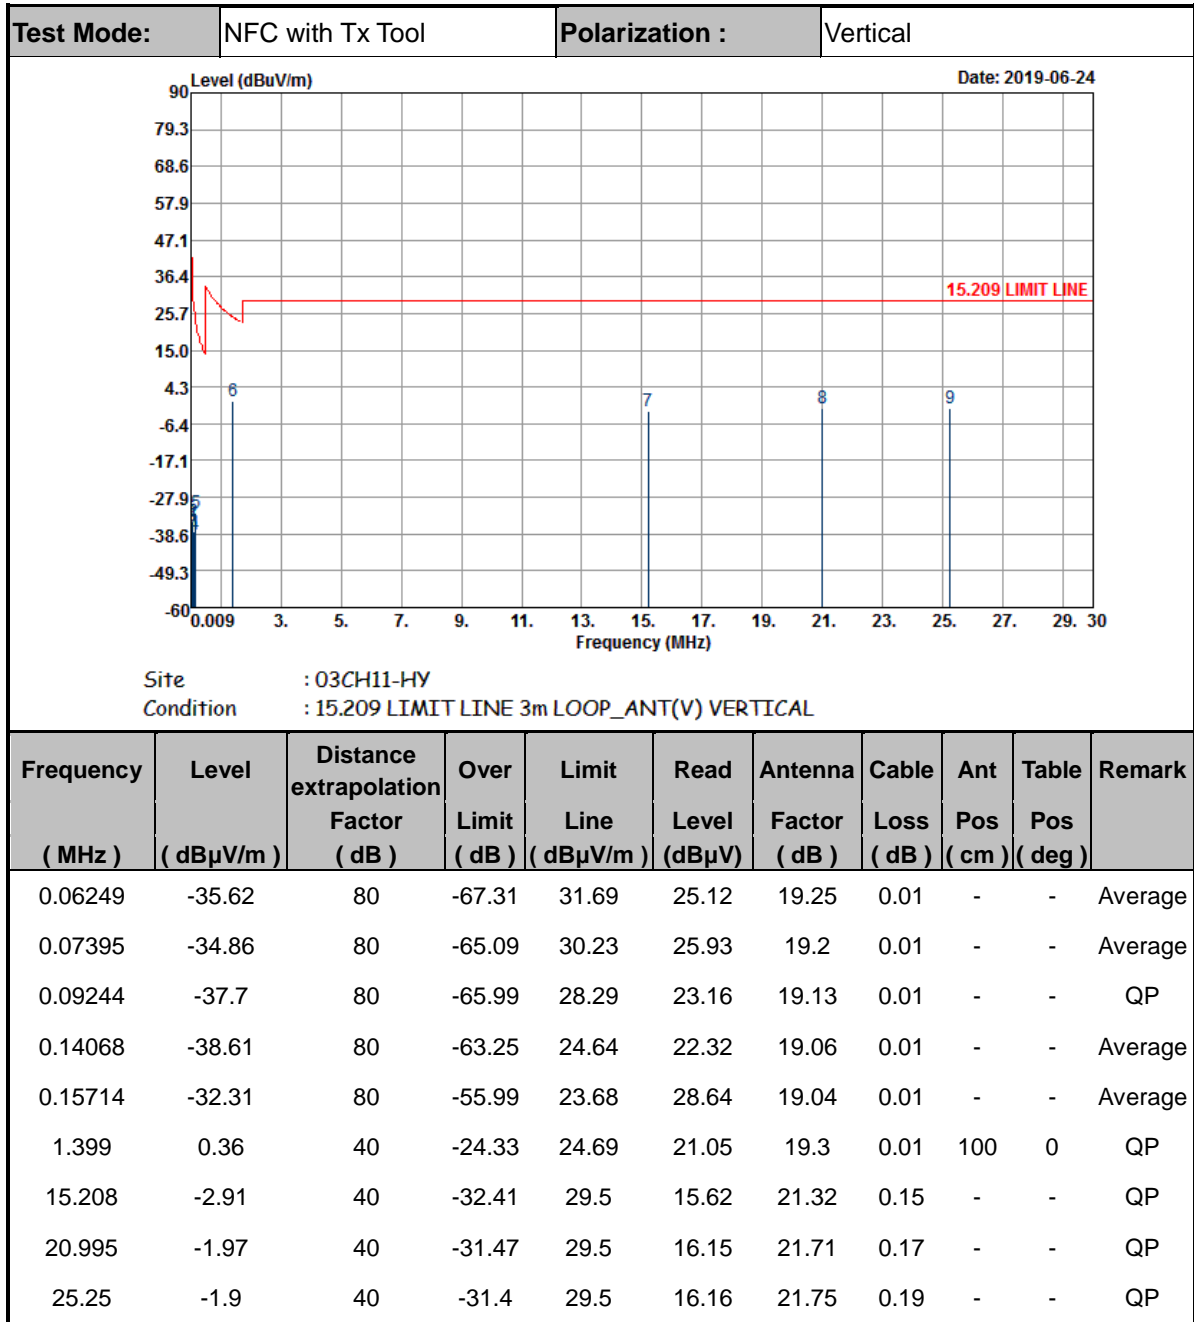 Test Mode: NFC with Tx Tool Polarization : Vertical
Level (dBuV/m) Date: 2019-06-24
90
79.3
68.6
57.9
47.1
36.4
15.209 LIMIT LINE
25.7
15.0
4.3
6 7 8 9
-6.4
-17.1
-27.9
5
-38.6
-49.3
-60
0.009 3. 5. 7. 9. 11. 13. 15. 17. 19. 21. 23. 25. 27. 29. 30
Frequency (MHz)
Site : 03CH11-HY
Condition : 15.209 LIMIT LINE 3m LOOP_ANT(V) VERTICAL
Frequency Level Distance extrapolation Over Limit Read Antenna Cable Ant Table Remark
Factor Limit Line Level Factor Loss Pos Pos
( MHz ) ( dBµV/m ) ( dB ) ( dB ) ( dBµV/m ) (dBµV) ( dB ) ( dB ) ( cm ) ( deg )
0.06249 -35.62 80 -67.31 31.69 25.12 19.25 0.01 - - Average
0.07395 -34.86 80 -65.09 30.23 25.93 19.2 0.01 - - Average
0.09244 -37.7 80 -65.99 28.29 23.16 19.13 0.01 - - QP
0.14068 -38.61 80 -63.25 24.64 22.32 19.06 0.01 - - Average
0.15714 -32.31 80 -55.99 23.68 28.64 19.04 0.01 - - Average
1.399 0.36 40 -24.33 24.69 21.05 19.3 0.01 100 0 QP
15.208 -2.91 40 -32.41 29.5 15.62 21.32 0.15 - - QP
20.995 -1.97 40 -31.47 29.5 16.15 21.71 0.17 - - QP
25.25 -1.9 40 -31.4 29.5 16.16 21.75 0.19 - - QP